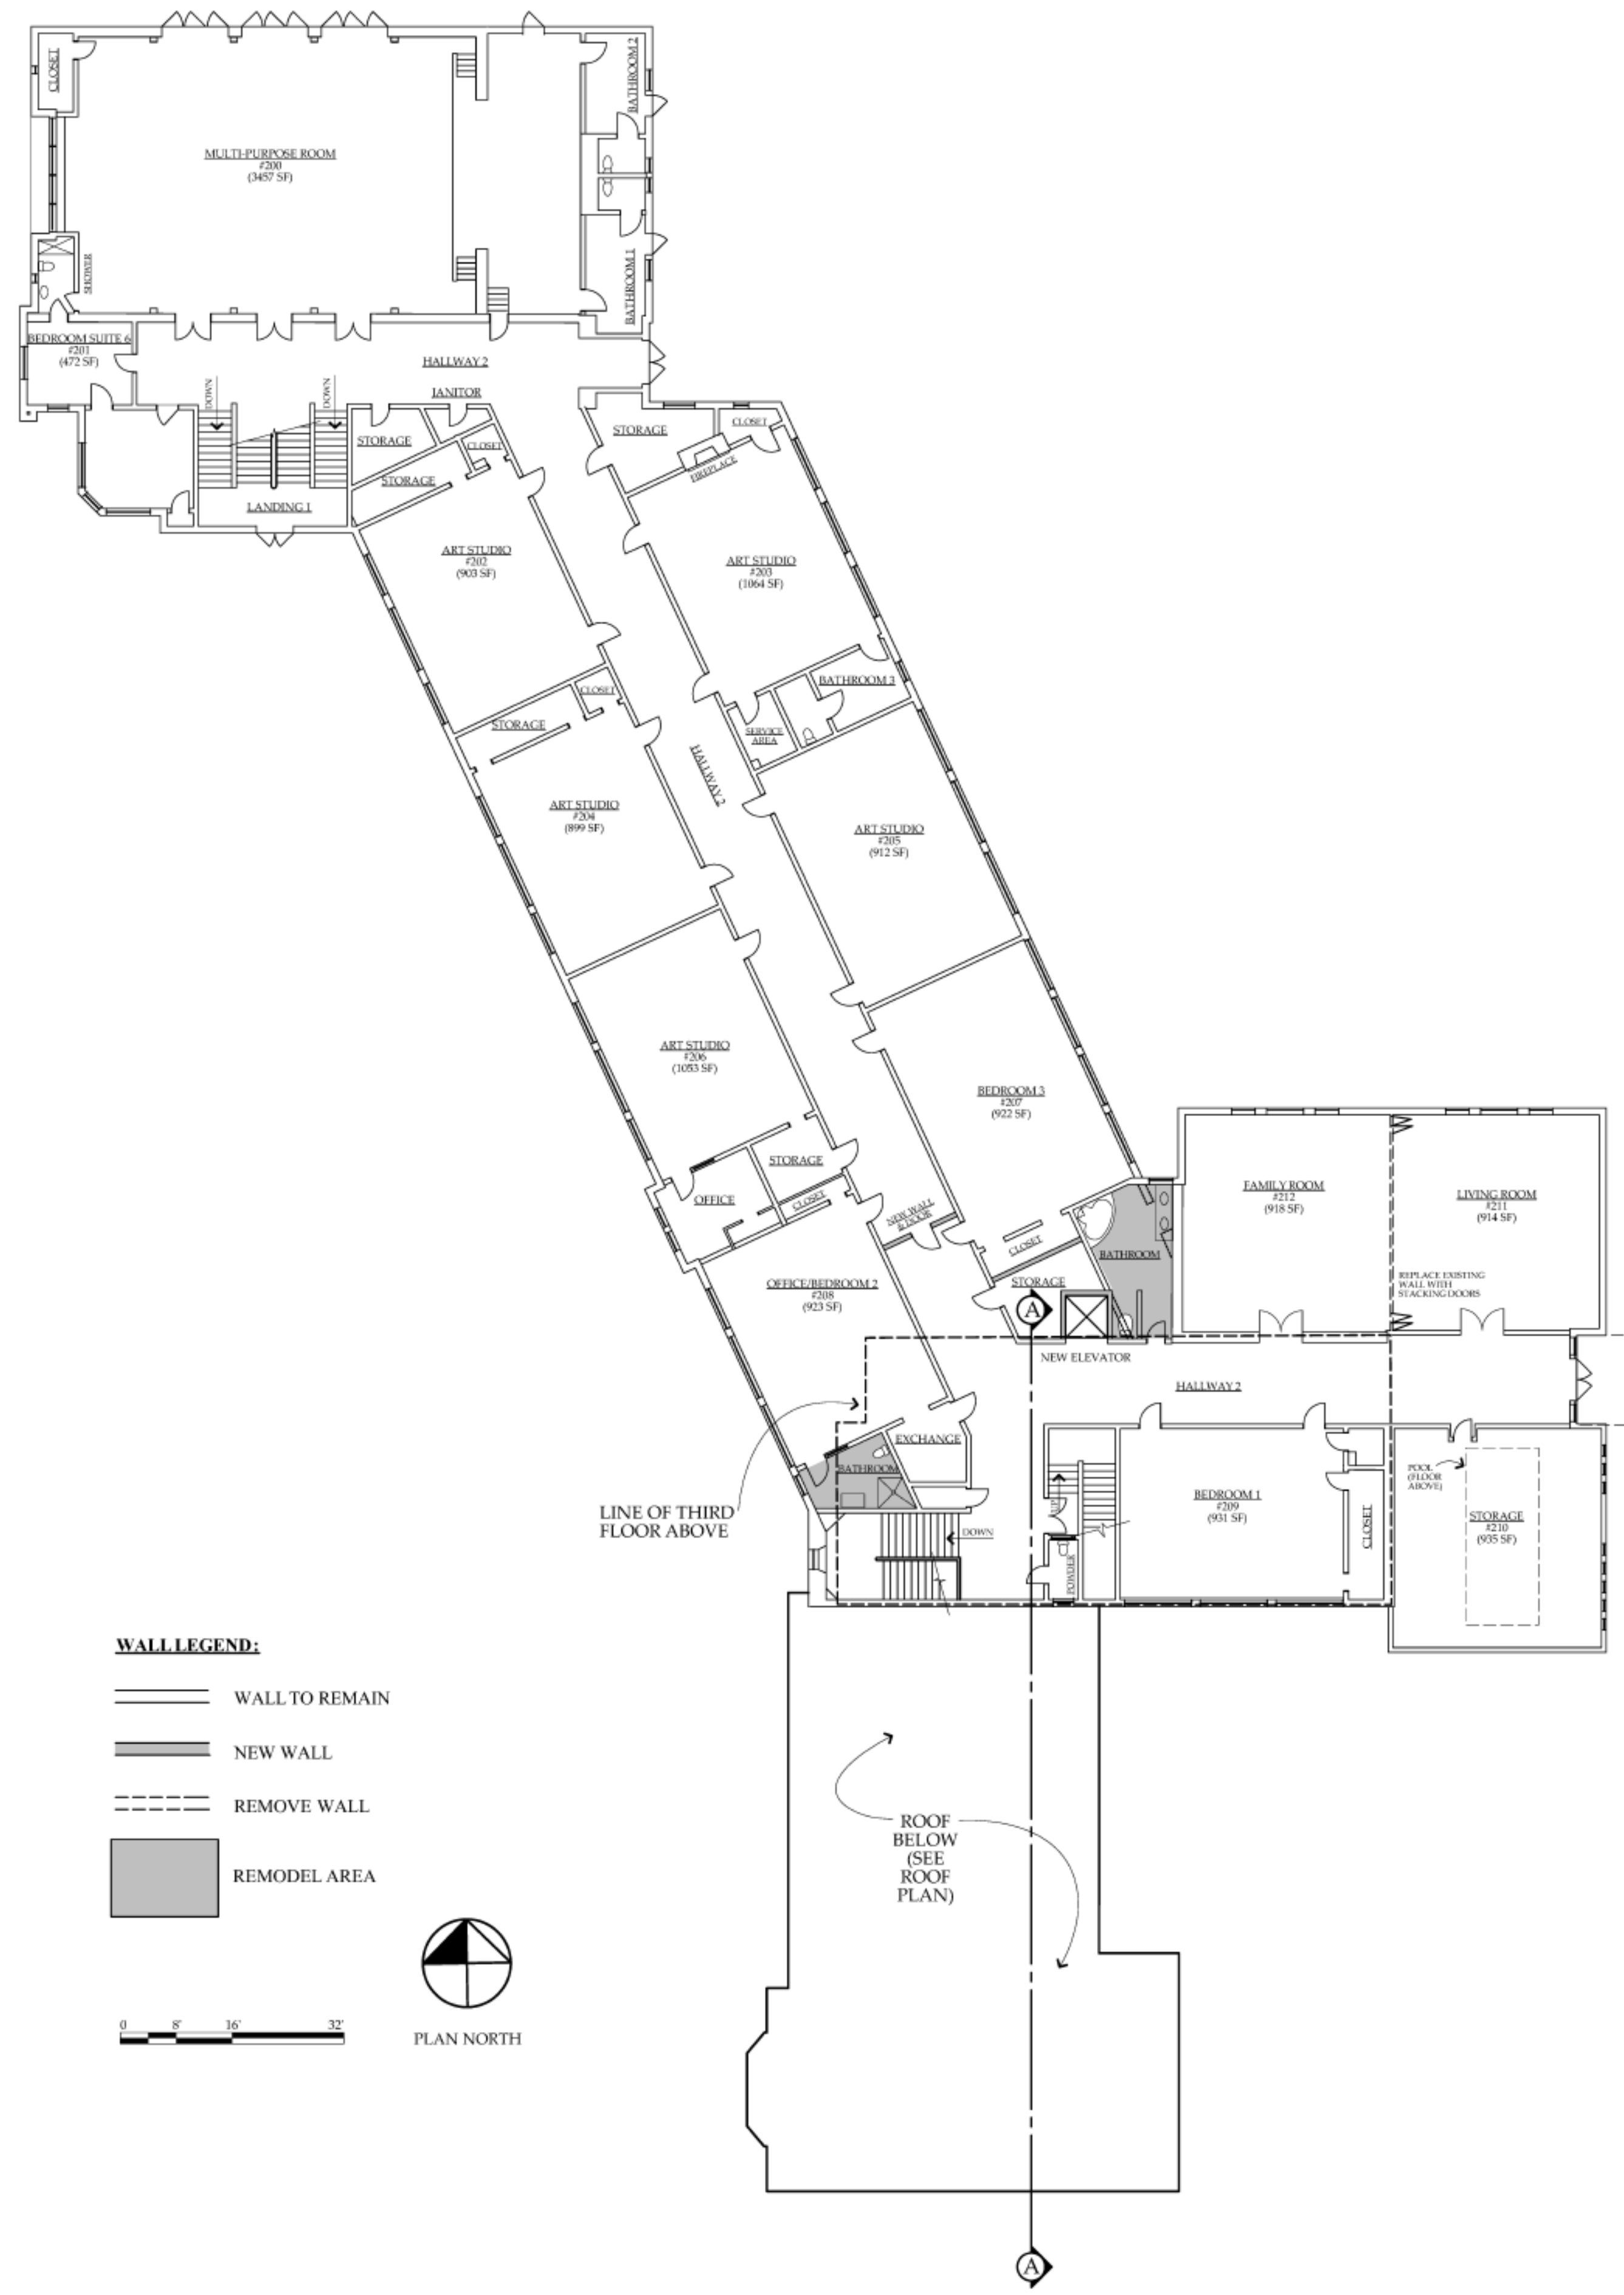 CLOSET
BATHROOM 2
MULTI-PURPOSE ROOM
#200
(3457 SF)
SHOWER
BATHROOM 1
BEDROOM SUITE 6
#201
(472 SF)
HALLWAY 2
DOWN
DOWN
JANITOR
STORAGE
CLOSET
STORAGE
LANDING 1
STORAGE
CLOSET
FIREPLACE
ART STUDIO
#202
(903 SF)
ART STUDIO
#203
(1064 SF)
CLOSET
STORAGE
BATHROOM 3
SERVICE
AREA
HALLWAY 2
ART STUDIO
#204
(899 SF)
ART STUDIO
#205
(912 SF)
ART STUDIO
#206
(1053 SF)
BEDROOM 3
#207
(922 SF)
STORAGE
OFFICE
CLOSET
NEW WALL
& DOOR
CLOSET
BATHROOM
FAMILY ROOM
#212
(918 SF)
LIVING ROOM
#211
(914 SF)
REPLACE EXISTING
WALL WITH
STACKING DOORS
OFFICE/BEDROOM 2
#208
(923 SF)
STORAGE
A
NEW ELEVATOR
HALLWAY 2
EXCHANGE
BATHROOM
LINE OF THIRD
FLOOR ABOVE
DOWN
UP
POWDER
BEDROOM 1
#209
(931 SF)
CLOSET
POOL
(FLOOR
ABOVE)
STORAGE
#210
(935 SF)
WALL LEGEND:
WALL TO REMAIN
NEW WALL
REMOVE WALL
REMODEL AREA
ROOF
BELOW
(SEE
ROOF
PLAN)
0 8' 16' 32'
PLAN NORTH
A